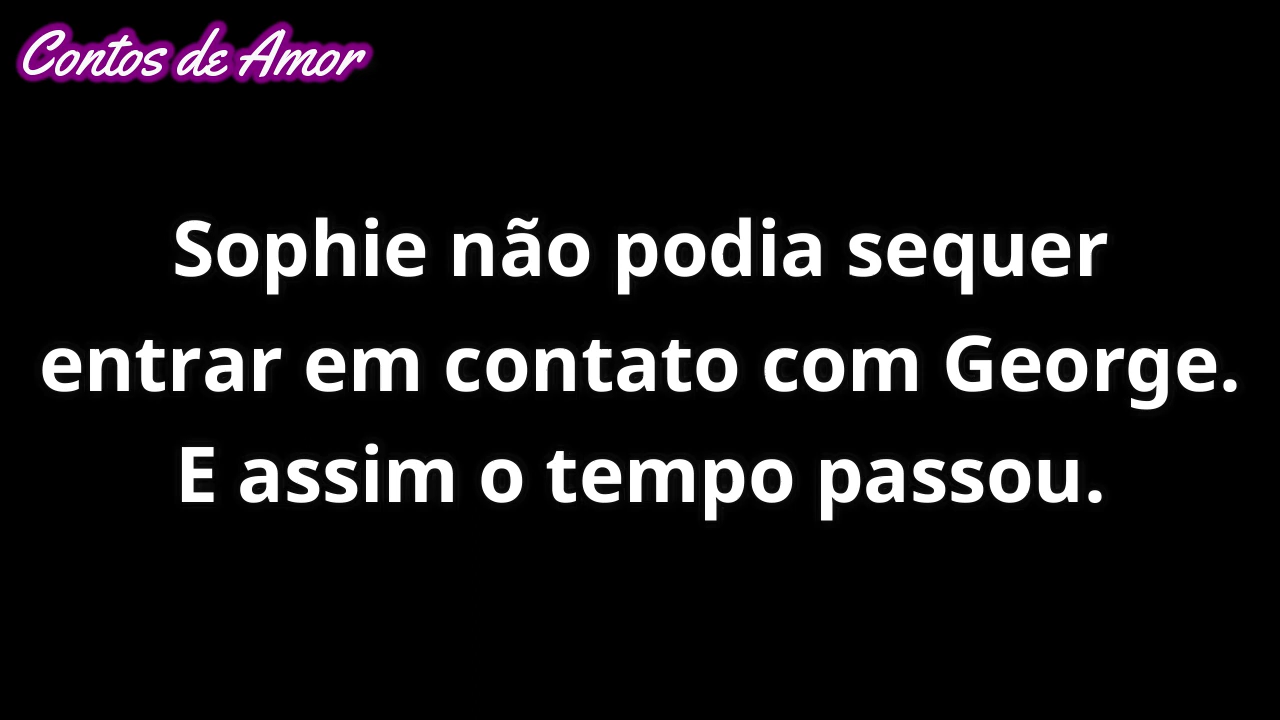 Contos de Amor
Sophie não podia sequer
entrar em contato com George.
E assim o tempo passou.